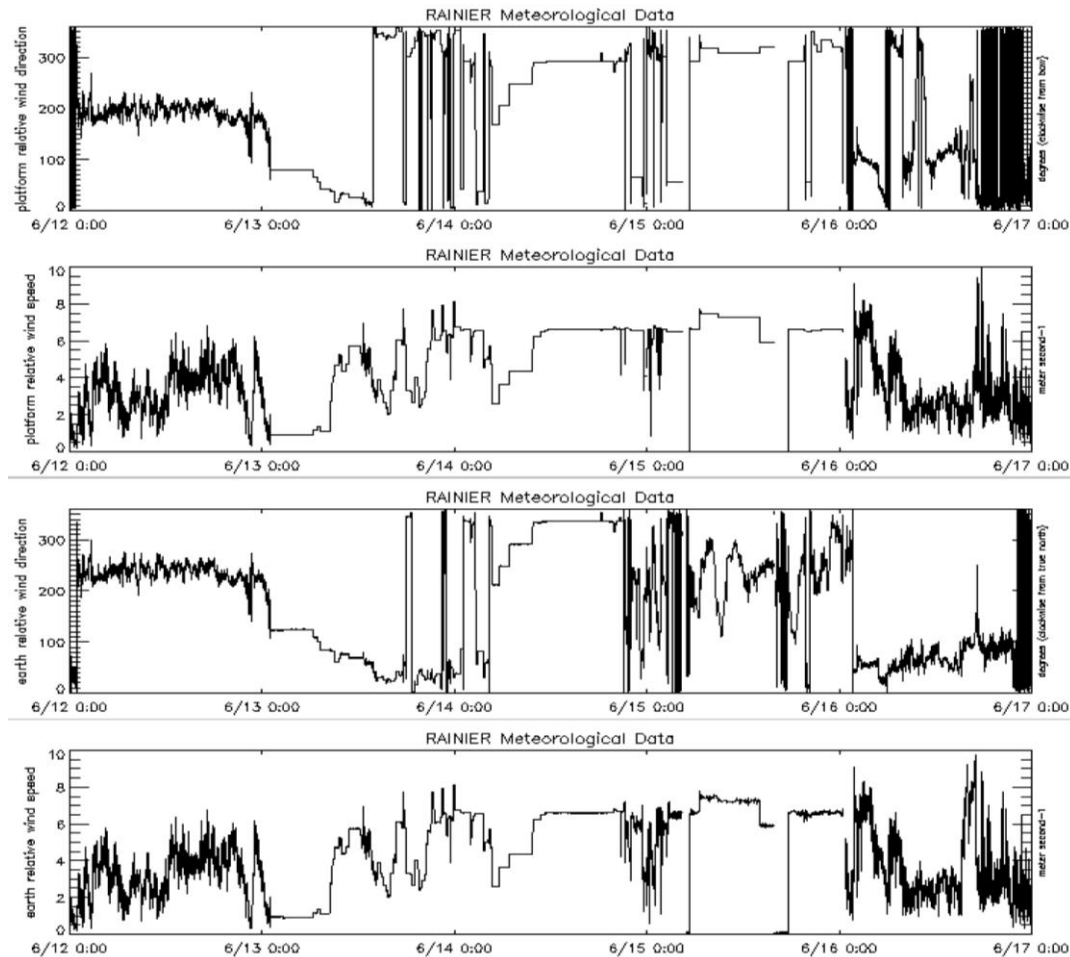 RAINIER Meteorological Data
platform relative wind direction
300
200
100
0
degrees (clockwise from bow)
6/12 0:00 6/13 0:00 6/14 0:00 6/15 0:00 6/16 0:00 6/17 0:00
RAINIER Meteorological Data
platform relative wind speed
10
8
6
4
2
0
meter second-1
6/12 0:00 6/13 0:00 6/14 0:00 6/15 0:00 6/16 0:00 6/17 0:00
RAINIER Meteorological Data
earth relative wind direction
300
200
100
0
degrees (clockwise from true north)
6/12 0:00 6/13 0:00 6/14 0:00 6/15 0:00 6/16 0:00 6/17 0:00
RAINIER Meteorological Data
earth relative wind speed
10
8
6
4
2
0
meter second-1
6/12 0:00 6/13 0:00 6/14 0:00 6/15 0:00 6/16 0:00 6/17 0:00